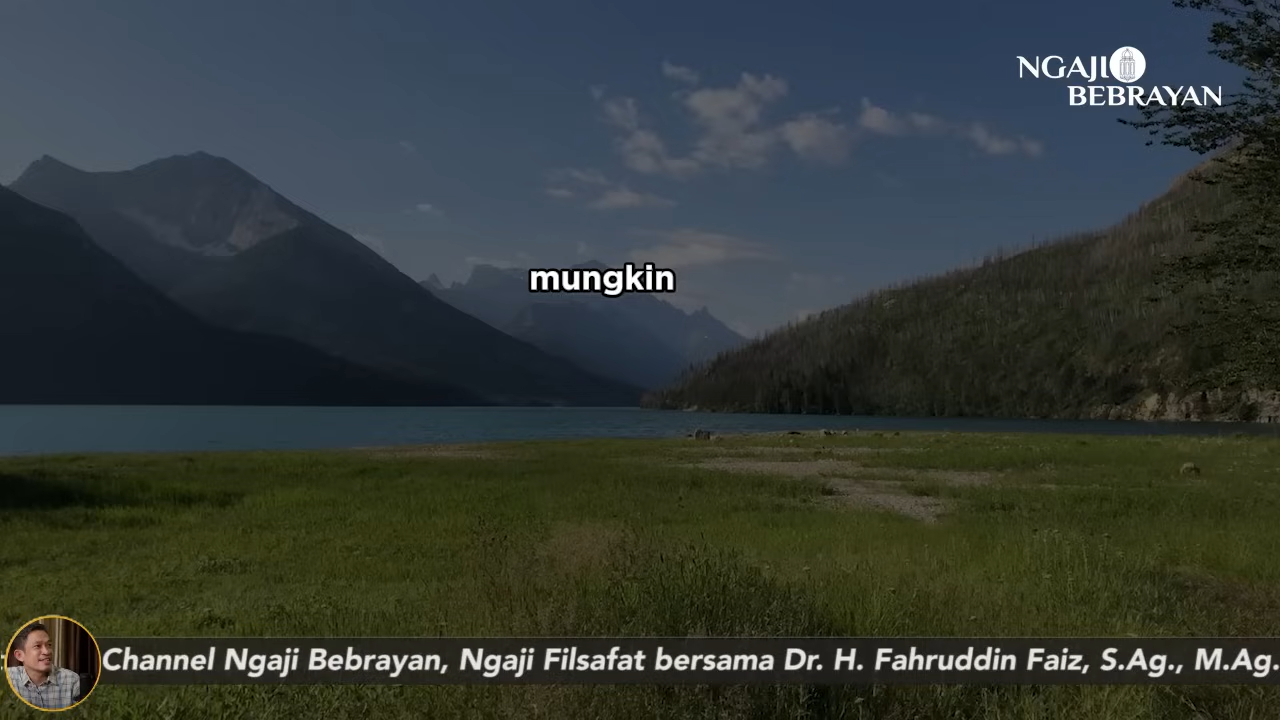 NGAJI
BEBRAYAN
mungkin
Channel Ngaji Bebrayan, Ngaji Filsafat bersama Dr. H. Fahruddin Faiz, S.Ag., M.Ag.